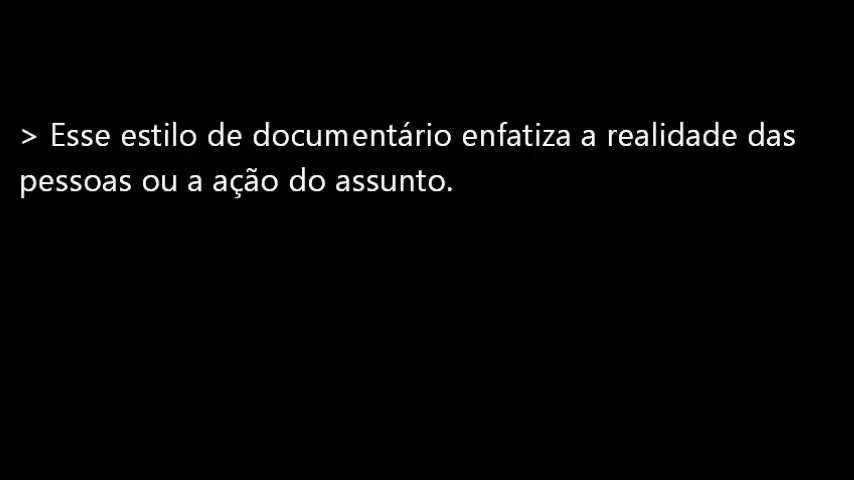 > Esse estilo de documentário enfatiza a realidade das
pessoas ou a ação do assunto.